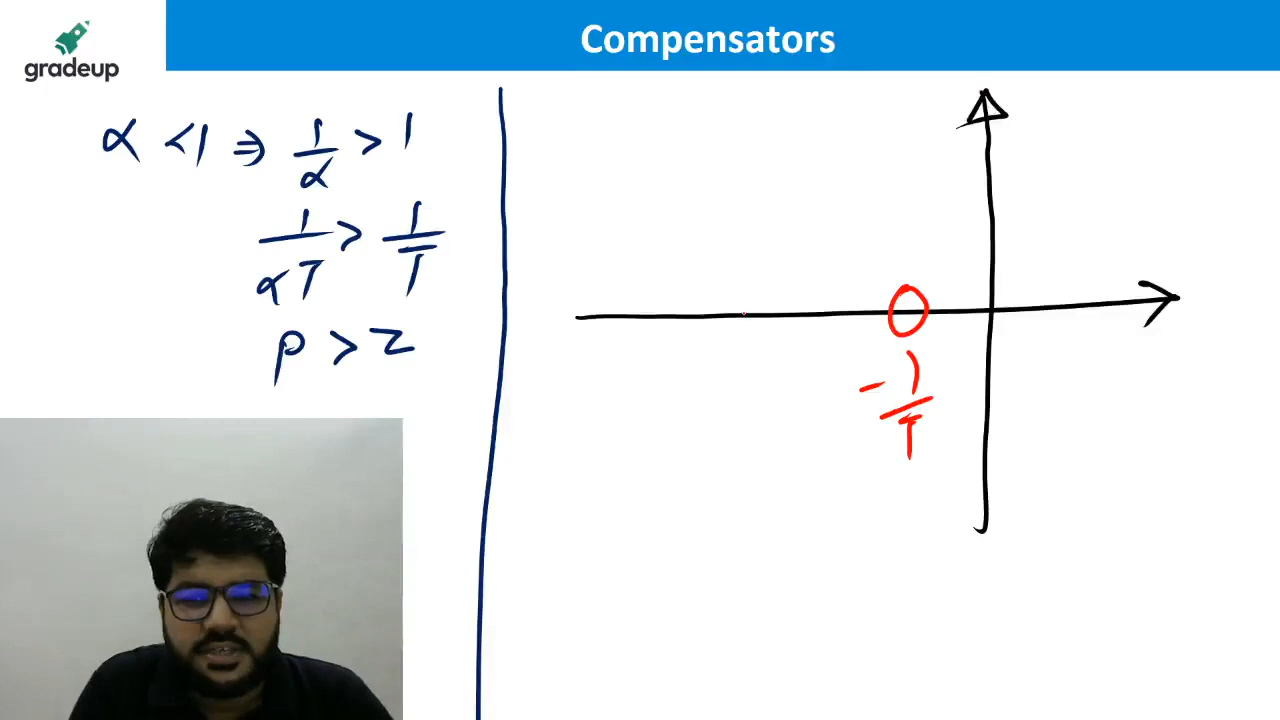 gradeup
Compensators
α < 1 ⇒ 1/α > 1
1/αT > 1/T
p > z
- 1/T